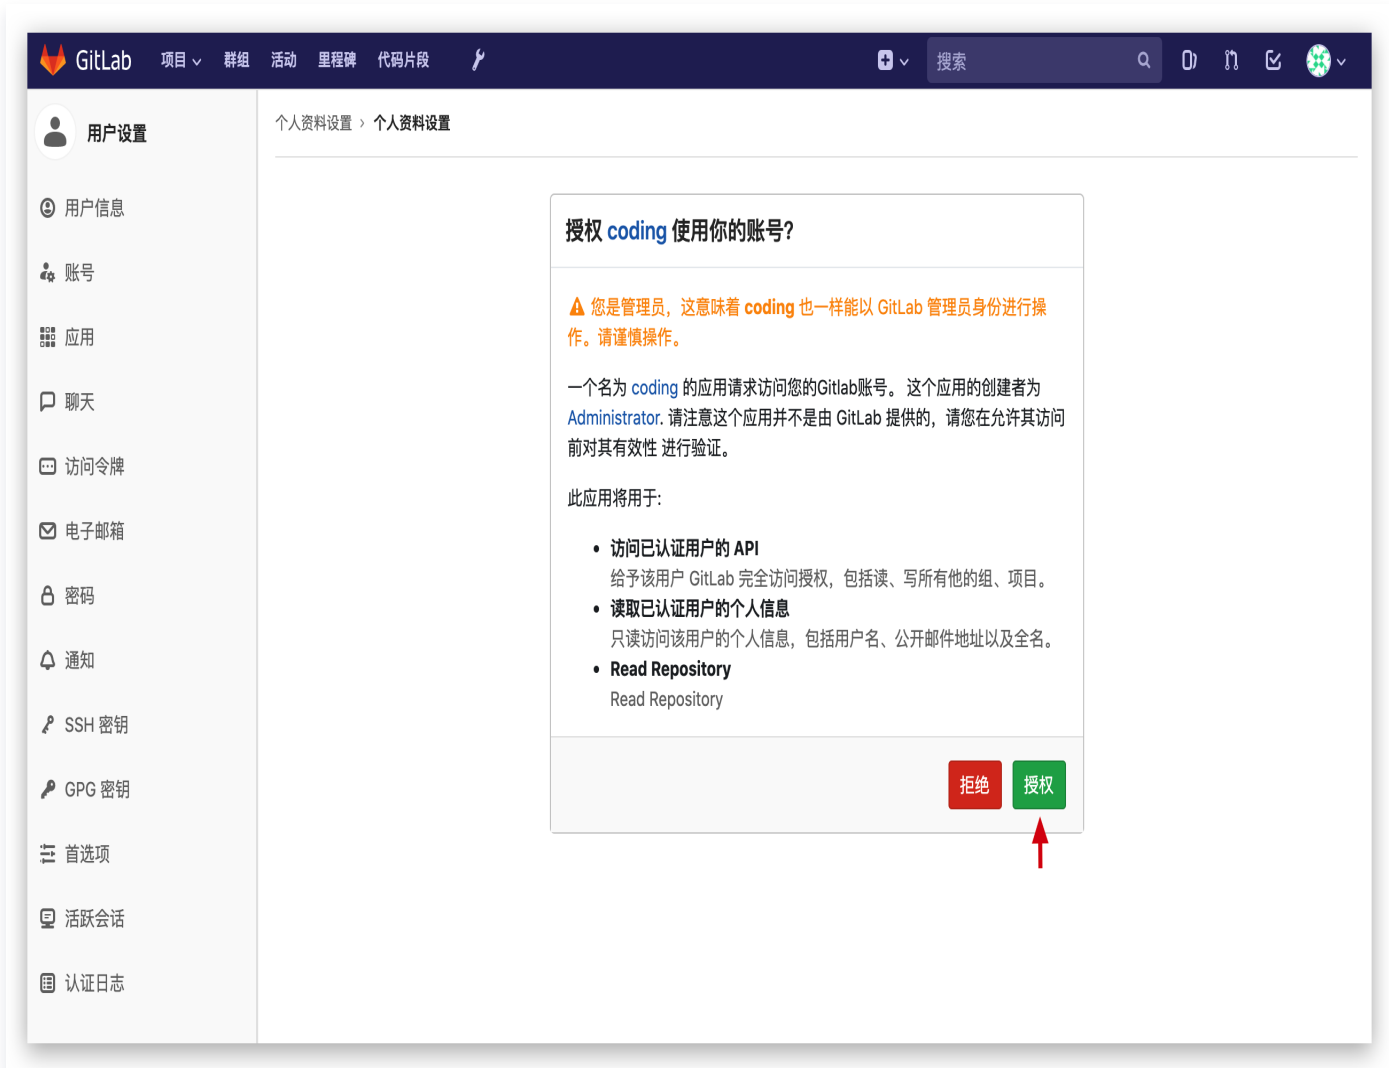 GitLab 项目 群组 活动 里程碑 代码片段 搜索
用户设置
用户信息
账号
应用
聊天
访问令牌
电子邮箱
密码
通知
SSH 密钥
GPG 密钥
首选项
活跃会话
认证日志
个人资料设置 › 个人资料设置
授权 coding 使用你的账号?
您是管理员，这意味着 coding 也一样能以 GitLab 管理员身份进行操
作。请谨慎操作。
一个名为 coding 的应用请求访问您的Gitlab账号。 这个应用的创建者为
Administrator. 请注意这个应用并不是由 GitLab 提供的，请您在允许其访问
前对其有效性 进行验证。
此应用将用于:
• 访问已认证用户的 API
给予该用户 GitLab 完全访问授权，包括读、写所有他的组、项目。
• 读取已认证用户的个人信息
只读访问该用户的个人信息，包括用户名、公开邮件地址以及全名。
• Read Repository
Read Repository
拒绝 授权